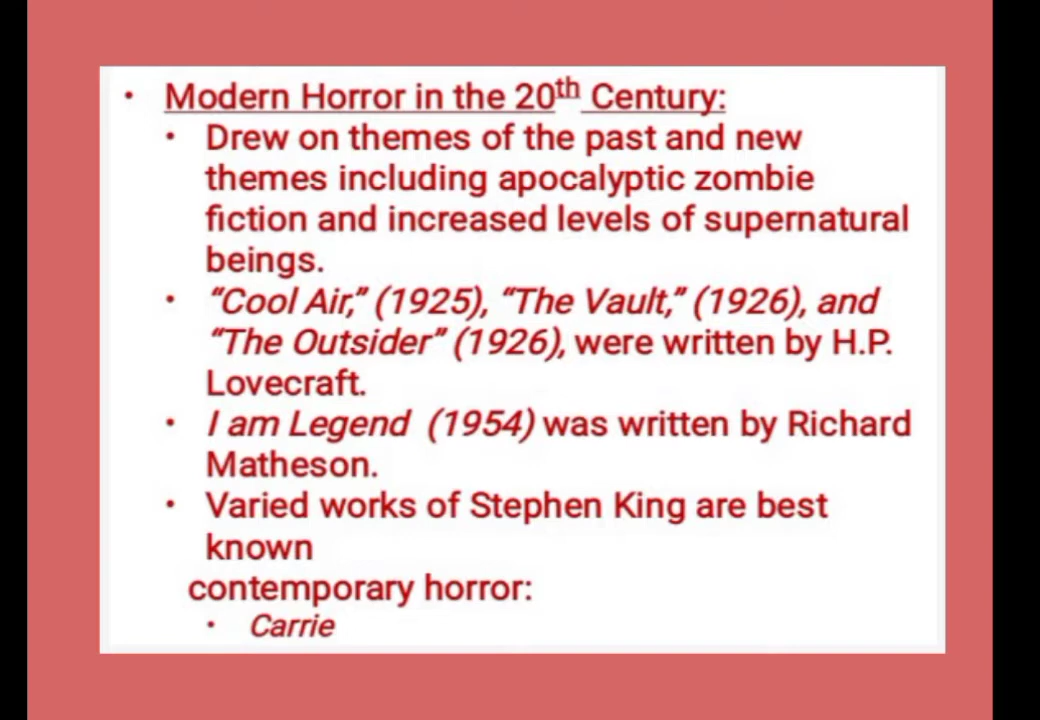 • Modern Horror in the 20th Century:
• Drew on themes of the past and new
themes including apocalyptic zombie
fiction and increased levels of supernatural
beings.
• “Cool Air,” (1925), “The Vault,” (1926), and
“The Outsider” (1926), were written by H.P.
Lovecraft.
• I am Legend (1954) was written by Richard
Matheson.
• Varied works of Stephen King are best
known
contemporary horror:
• Carrie